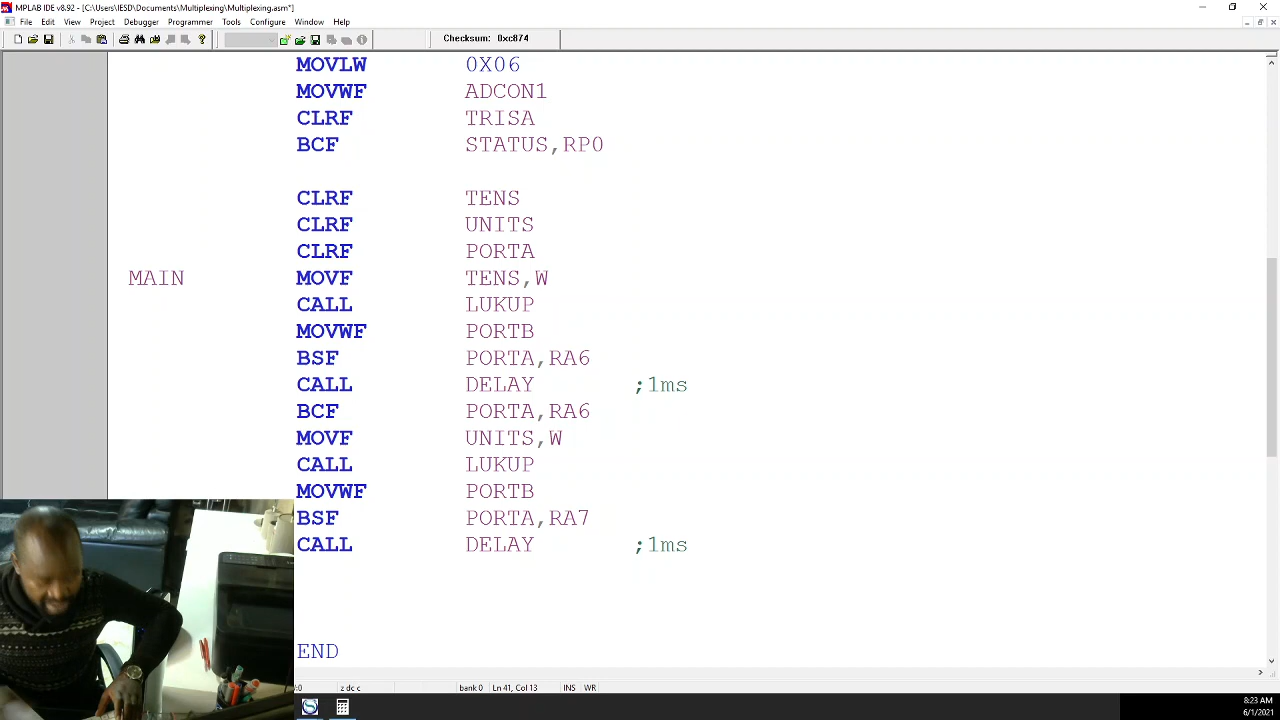 MPLAB IDE v8.92 - [C:\Users\IESD\Documents\Multiplexing\Multiplexing.asm*]
File Edit View Project Debugger Programmer Tools Configure Window Help
Checksum: 0xc874
MOVLW 0X06
MOVWF ADCON1
CLRF TRISA
BCF STATUS,RP0
CLRF TENS
CLRF UNITS
CLRF PORTA
MAIN MOVF TENS,W
CALL LUKUP
MOVWF PORTB
BSF PORTA,RA6
CALL DELAY ;1ms
BCF PORTA,RA6
MOVF UNITS,W
CALL LUKUP
MOVWF PORTB
BSF PORTA,RA7
CALL DELAY ;1ms
END
:0 z dc c bank 0 Ln 41, Col 13 INS WR
8:23 AM
6/1/2021